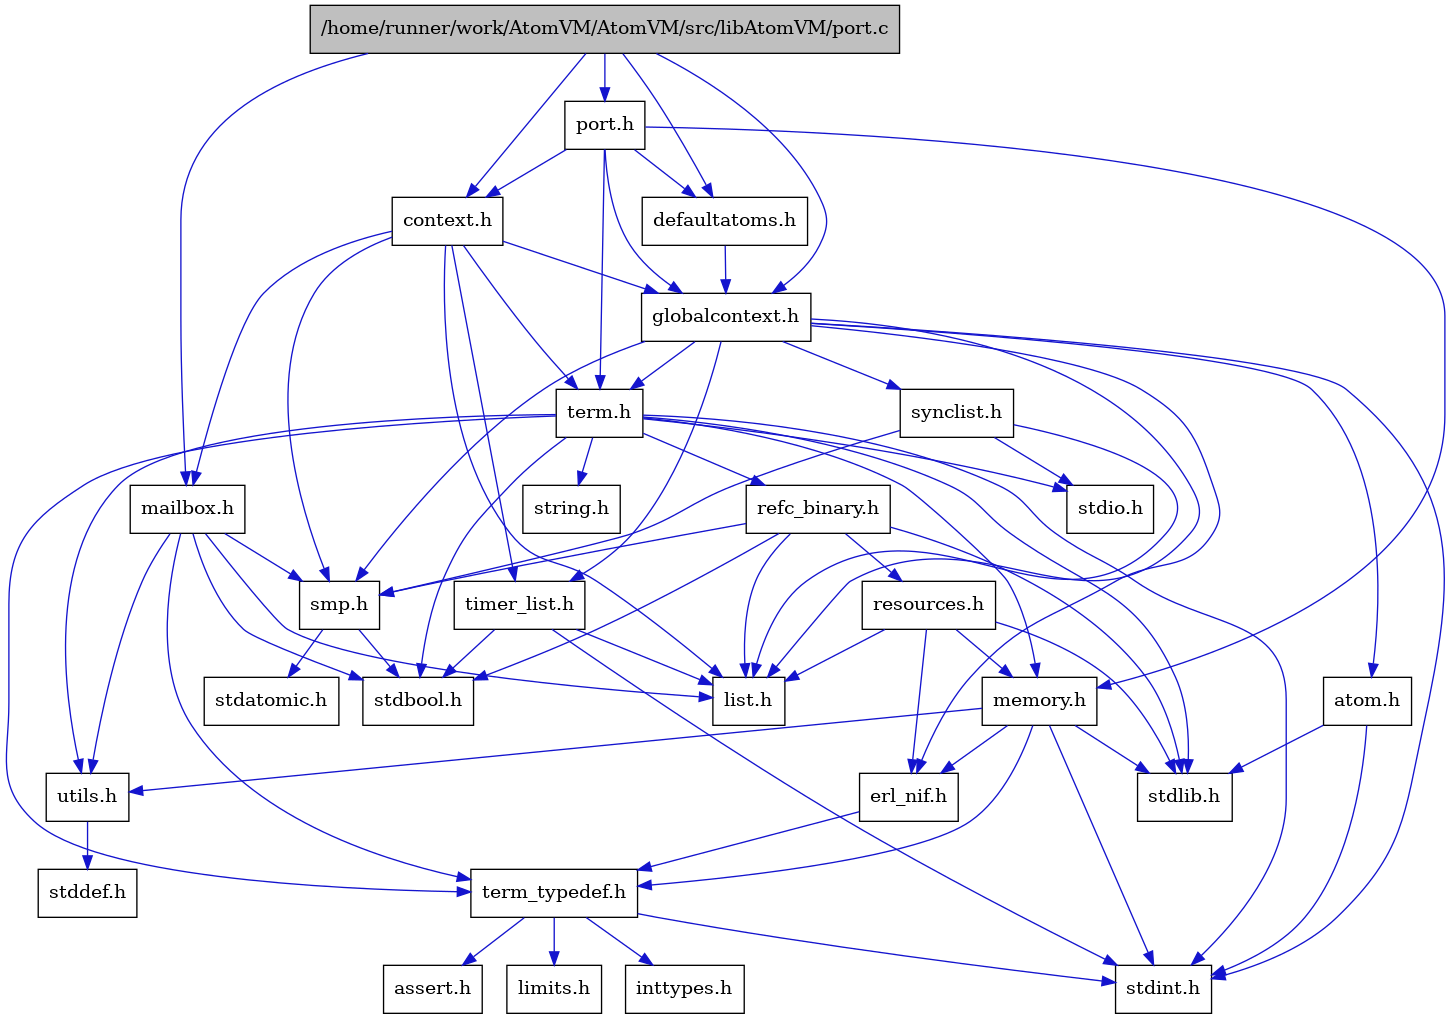 /home/runner/work/AtomVM/AtomVM/src/libAtomVM/port.c
port.h
context.h
defaultatoms.h
globalcontext.h
term.h
synclist.h
mailbox.h
string.h
refc_binary.h
stdio.h
smp.h
timer_list.h
resources.h
stdatomic.h
stdbool.h
list.h
memory.h
atom.h
utils.h
erl_nif.h
stdlib.h
stddef.h
term_typedef.h
assert.h
limits.h
inttypes.h
stdint.h